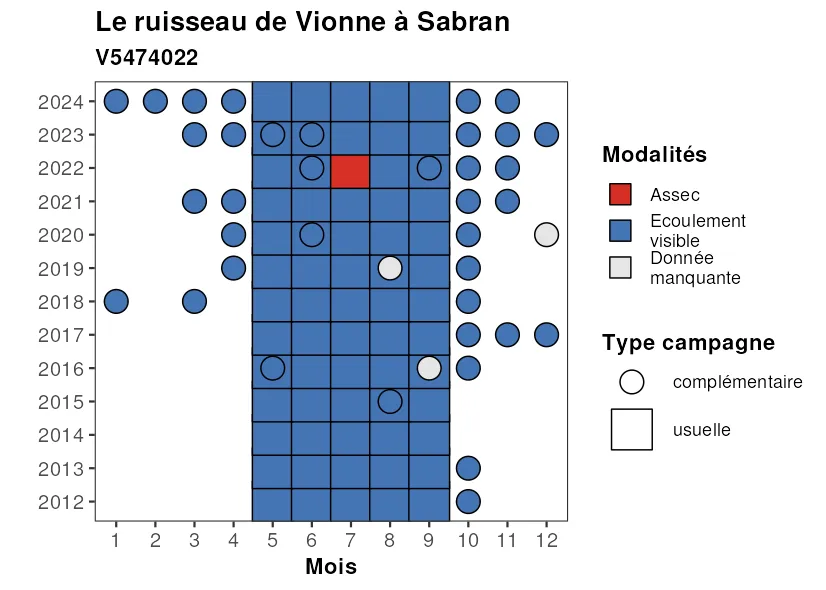 Le ruisseau de Vionne à Sabran
V5474022
2024
2023
2022
2021
2020
2019
2018
2017
2016
2015
2014
2013
2012
1 2 3 4 5 6 7 8 9 10 11 12
Mois
Modalités
Assec
Ecoulement
visible
Donnée
manquante
Type campagne
complémentaire
usuelle